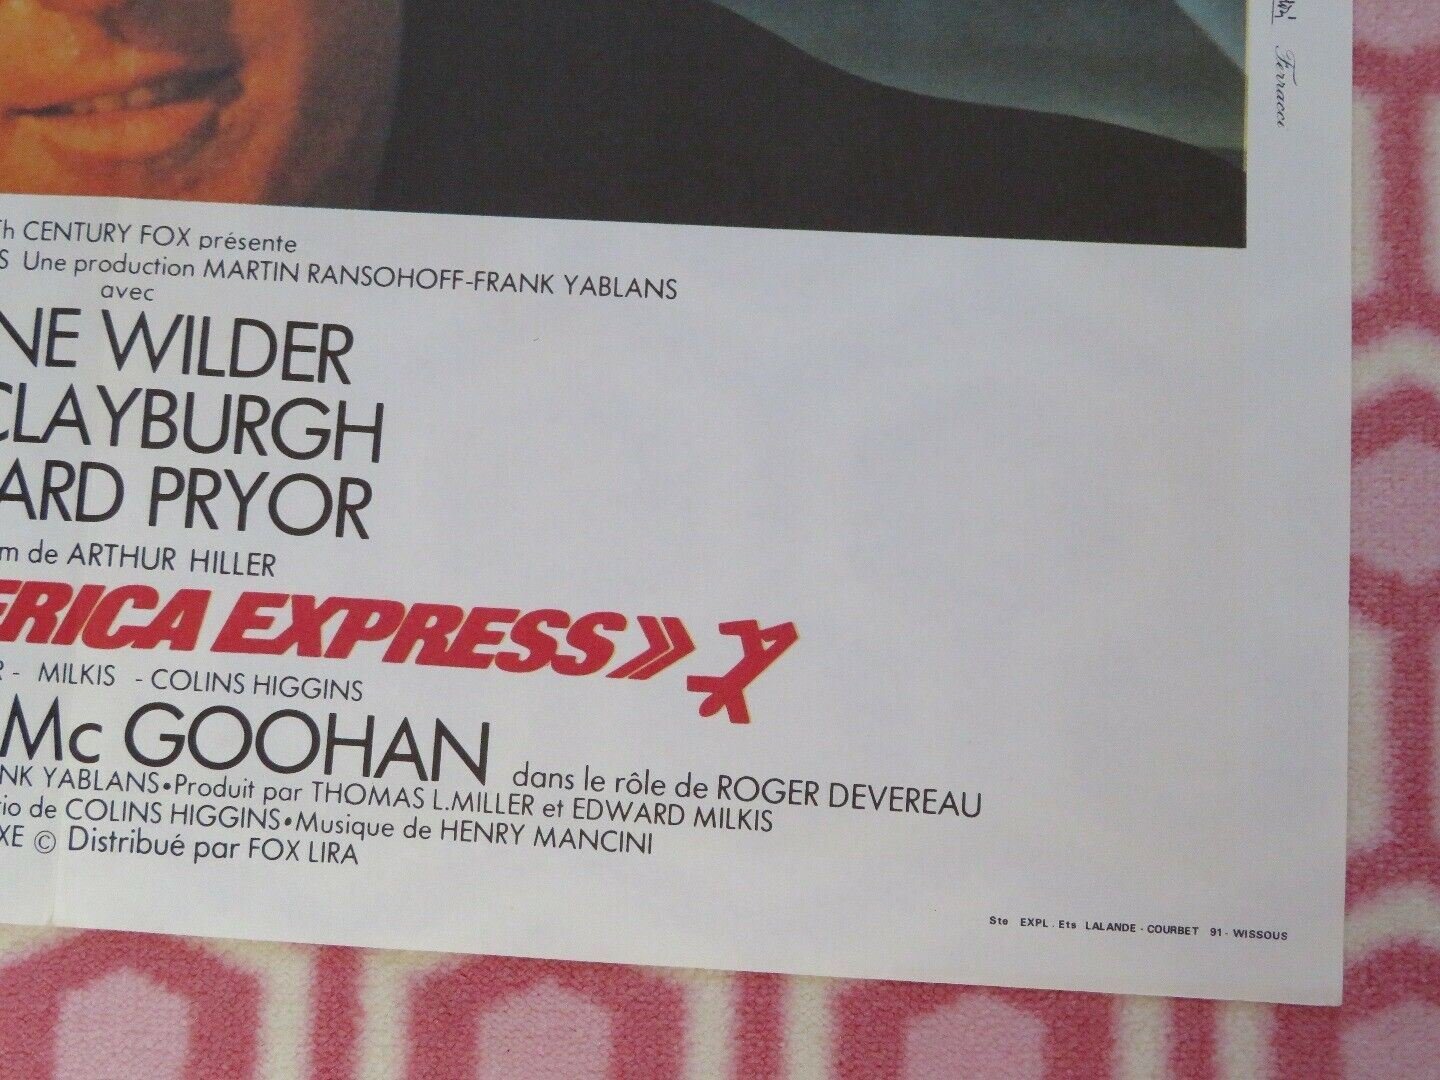 Ferracci
CENTURY FOX présente
Une production MARTIN RANSOHOFF-FRANK YABLANS
avec
NE WILDER
CLAYBURGH
ARD PRYOR
m de ARTHUR HILLER
ERICA EXPRESS»
R - MILKIS - COLINS HIGGINS
Mc GOOHAN dans le rôle de ROGER DEVEREAU
NK YABLANS•Produit par THOMAS L.MILLER et EDWARD MILKIS
rio de COLINS HIGGINS•Musique de HENRY MANCINI
XE © Distribué par FOX LIRA
Ste EXPL. Ets LALANDE - COURBET 91 - WISSOUS